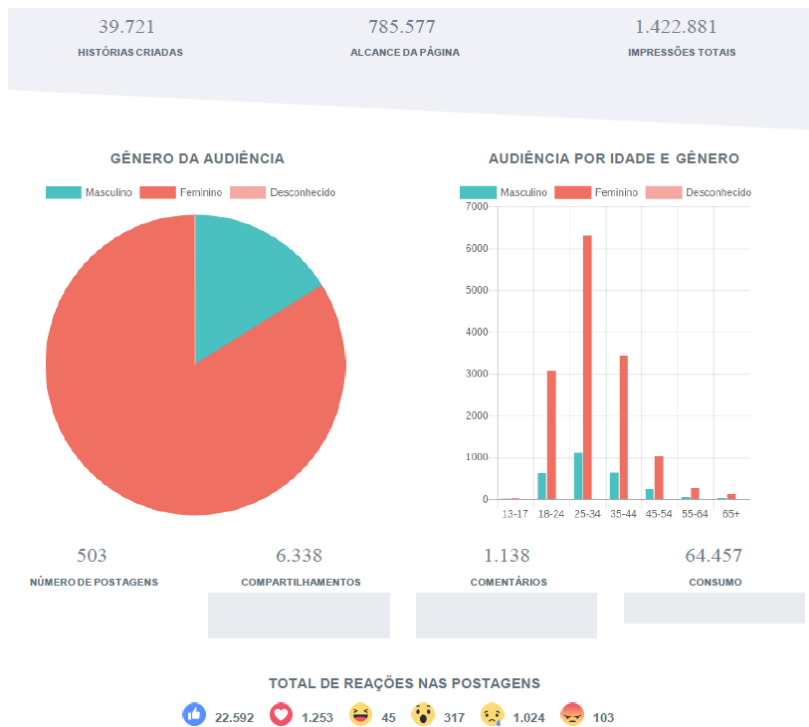 39.721 785.577 1.422.881
HISTÓRIAS CRIADAS ALCANCE DA PÁGINA IMPRESSÕES TOTAIS
GÊNERO DA AUDIÊNCIA
Masculino Feminino Desconhecido
AUDIÊNCIA POR IDADE E GÊNERO
Masculino Feminino Desconhecido
7000
6000
5000
4000
3000
2000
1000
0
13-17 18-24 25-34 35-44 45-54 55-64 65+
503 6.338 1.138 64.457
NÚMERO DE POSTAGENS COMPARTILHAMENTOS COMENTÁRIOS CONSUMO
TOTAL DE REAÇÕES NAS POSTAGENS
22.592 1.253 45 317 1.024 103